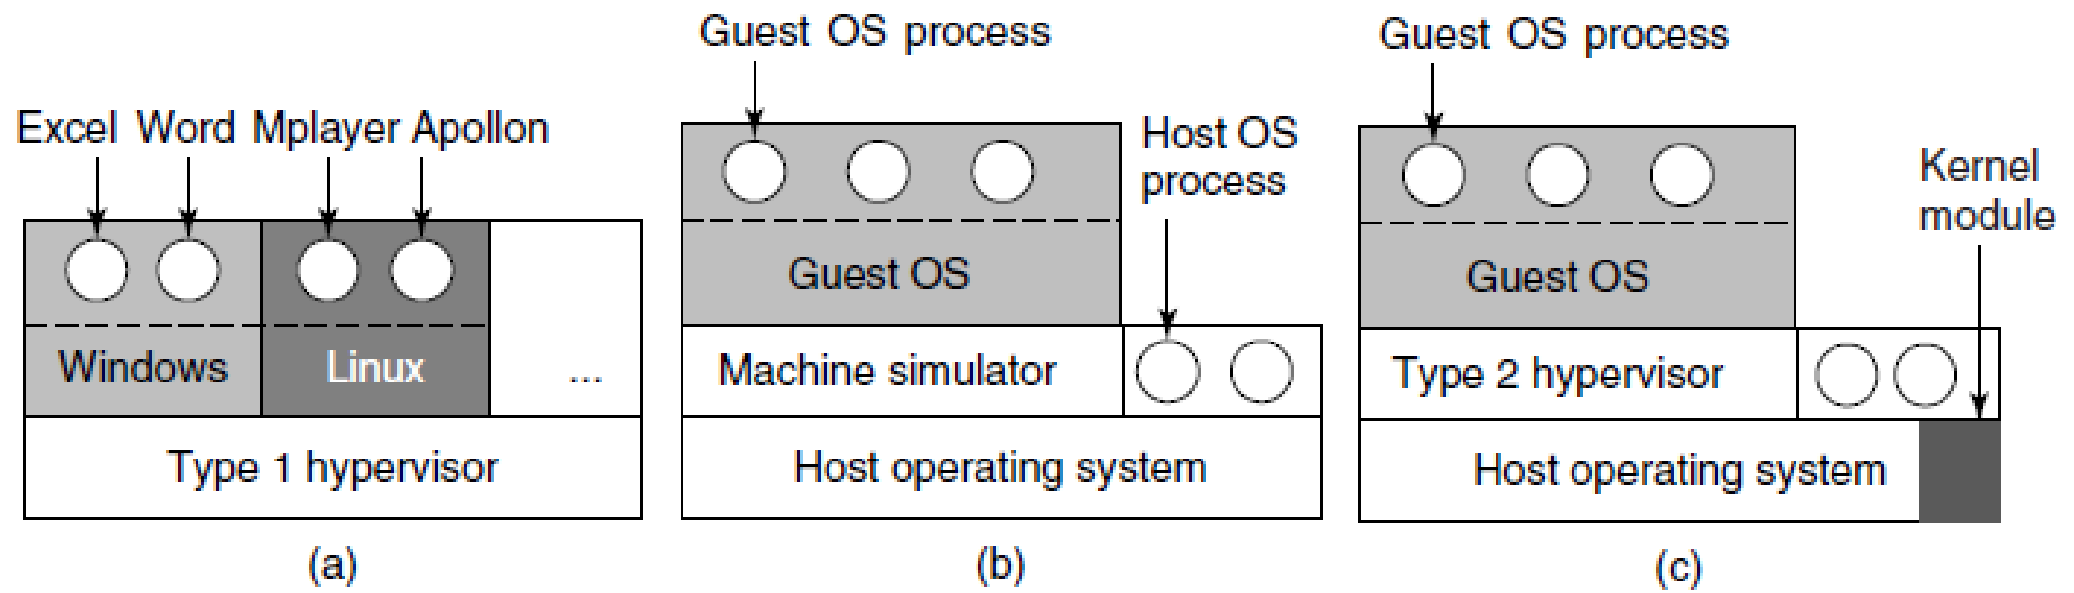 Excel Word Mplayer Apollon
Windows
Linux
...
Type 1 hypervisor
(a)
Guest OS process
Host OS
process
Guest OS
Machine simulator
Host operating system
(b)
Guest OS process
Kernel
module
Guest OS
Type 2 hypervisor
Host operating system
(c)